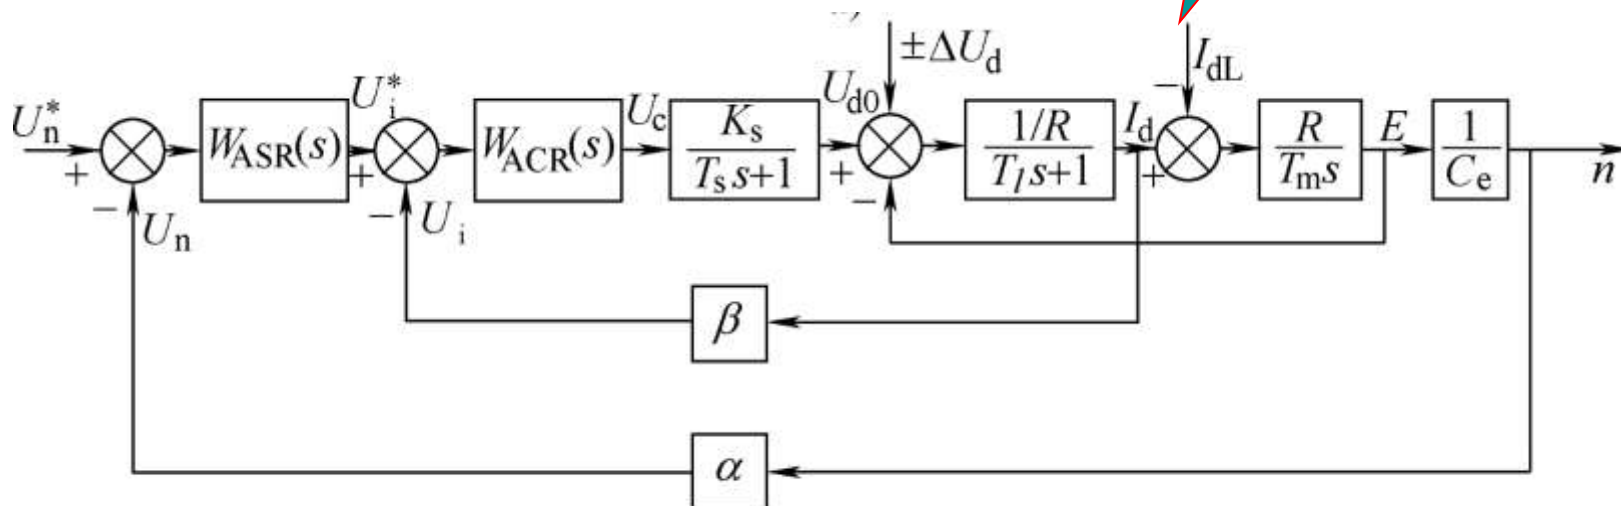 ±ΔU_d
I_dL
−
U_n^*
+
−
U_n
W_ASR(s)
U_i^*
+
−
U_i
W_ACR(s)
U_c
K_s
T_s s+1
U_d0
+
−
1/R
T_l s+1
I_d
+
R
T_m s
E
1
C_e
n
β
α